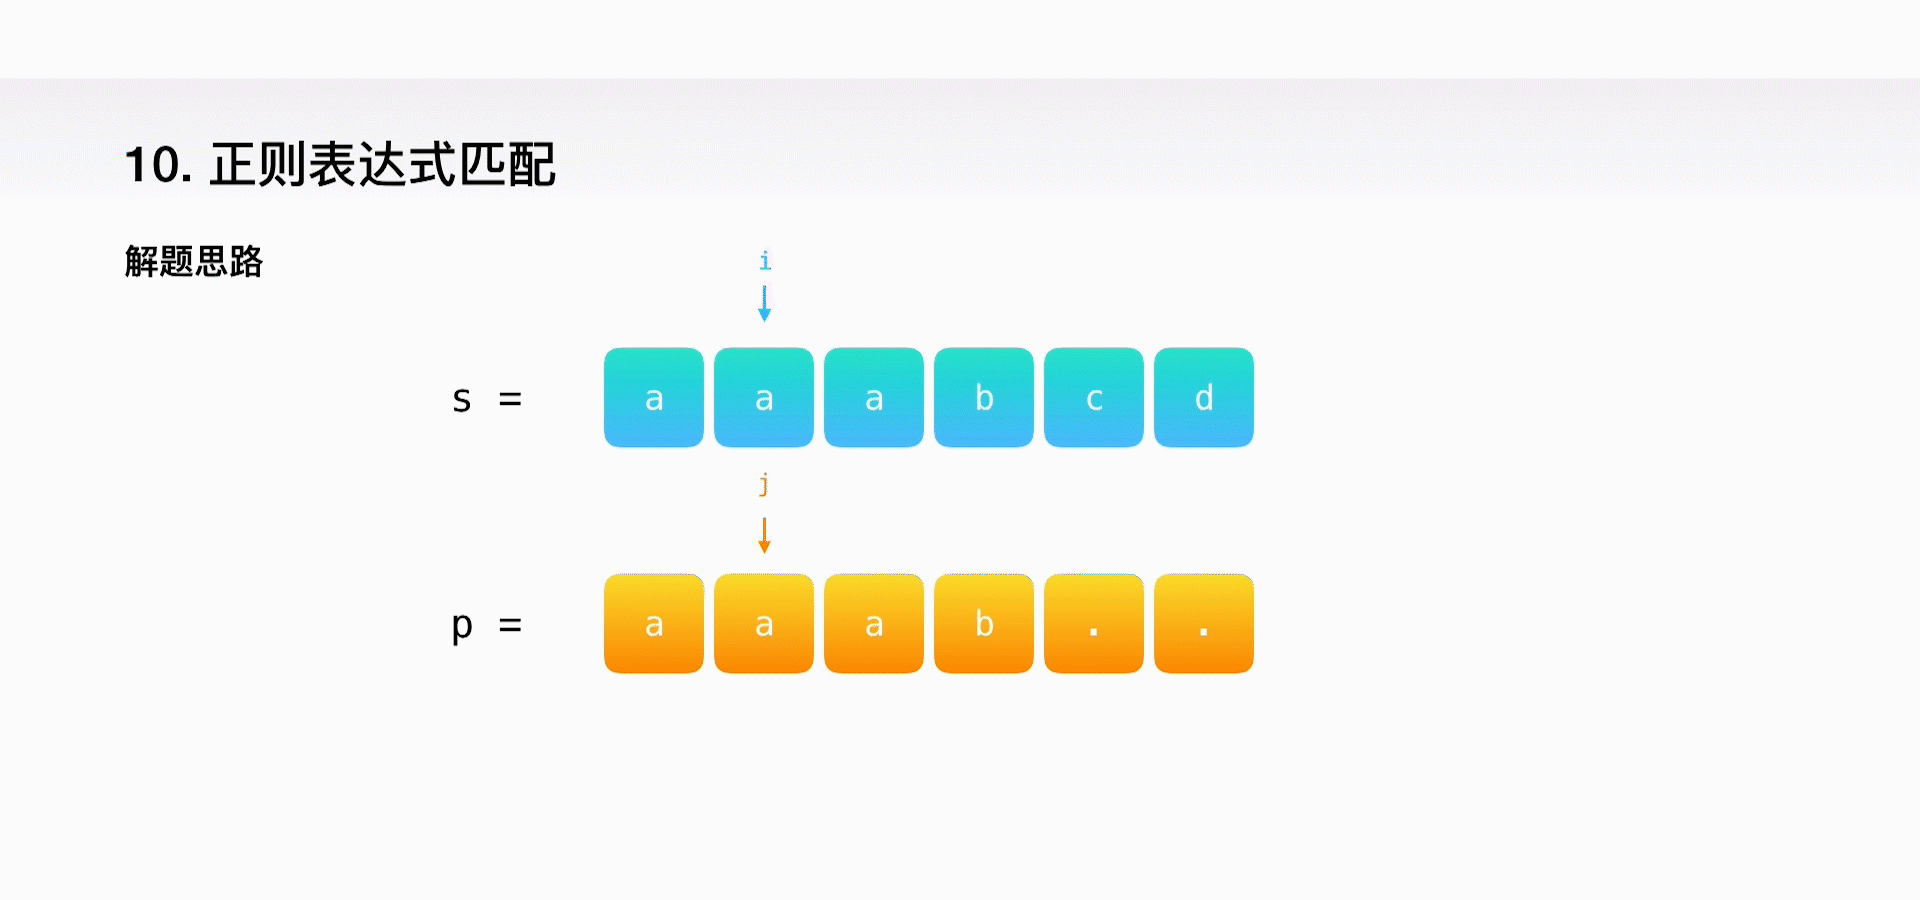 10. 正则表达式匹配
解题思路
i
s = a a a b c d
j
p = a a a b . .